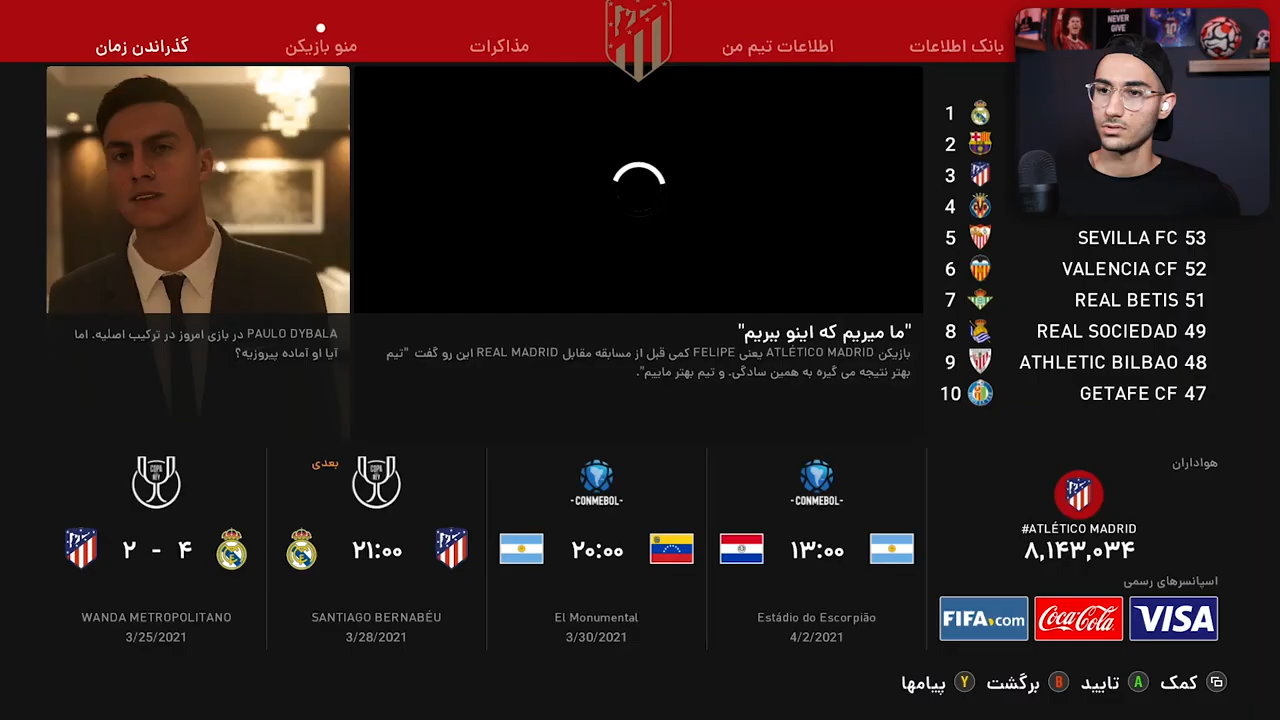 بانک اطلاعات
اطلاعات تیم من
مذاکرات
منو بازیکن
گذراندن زمان
NEVER
GIVE
1
2
3
4
5 SEVILLA FC 53
6 VALENCIA CF 52
7 REAL BETIS 51
8 REAL SOCIEDAD 49
9 ATHLETIC BILBAO 48
10 GETAFE CF 47
"ما میریم که اینو ببریم"
بازیکن ATLÉTICO MADRID یعنی FELIPE کمی قبل از مسابقه مقابل REAL MADRID این رو گفت "تیم
بهتر نتیجه می گیره به همین سادگی. و تیم بهتر ماییم".
PAULO DYBALA در بازی امروز در ترکیب اصلیه. اما
آیا او آماده پیروزیه؟
هواداران
#ATLÉTICO MADRID
۸,۱۴۳,۰۳۴
اسپانسرهای رسمی
FIFA.com
Coca-Cola
VISA
CONMEBOL
۱۳:۰۰
Estádio do Escorpião
4/2/2021
CONMEBOL
۲۰:۰۰
El Monumental
3/30/2021
بعدی
COPA
DEL
REY
۲۱:۰۰
SANTIAGO BERNABÉU
3/28/2021
COPA
DEL
REY
۲ - ۴
WANDA METROPOLITANO
3/25/2021
کمک
A تایید
B برگشت
Y پیامها